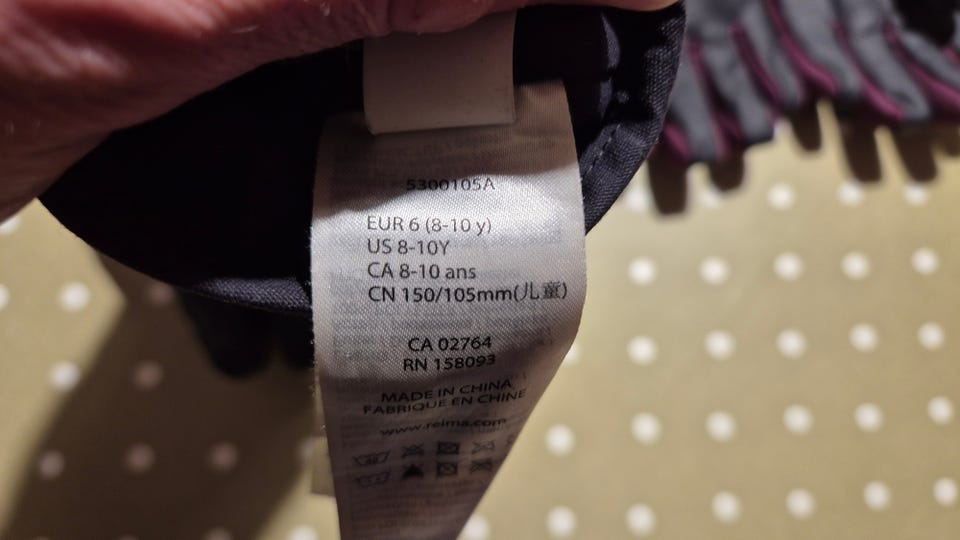 5300105A
EUR 6 (8-10 y)
US 8-10Y
CA 8-10 ans
CN 150/105mm(儿童)
CA 02764
RN 158093
MADE IN CHINA
FABRIQUE EN CHINE
www.reima.com